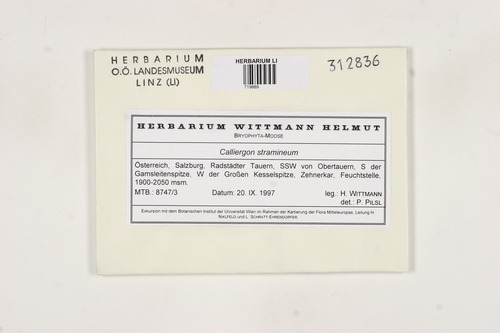 HERBARIUM
O.Ö. LANDESMUSEUM
LINZ (LI)
HERBARIUM LI
312836
HERBARIUM WITTMANN HELMUT
BRYOPHYTA-MOOSE
Calliergon stramineum
Österreich, Salzburg, Radstädter Tauern, SSW von Obertauern, S der
Gamsleitenspitze, W der Großen Kesselspitze, Zehnerkar, Feuchtstelle,
1900-2050 msm.
MTB.: 8747/3 Datum: 20. IX. 1997 leg.: H. WITTMANN
det.: P. PILSL
Exkursion mit dem Botanischen Institut der Universität Wien im Rahmen der Kartierung der Flora Mitteleuropas, Leitung H.
NIKLFELD und L. SCHRATT-EHRENDORFER.